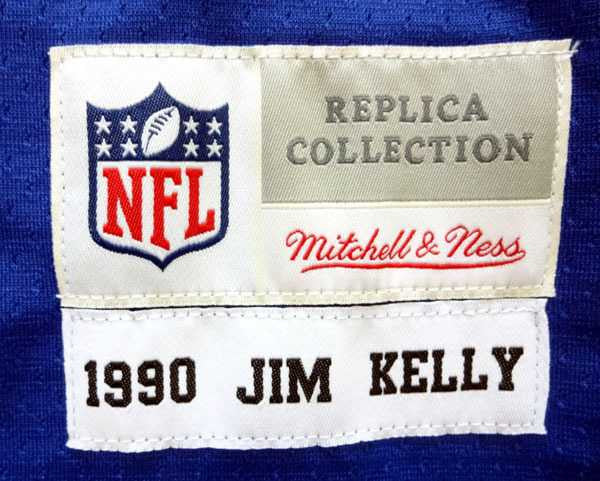 NFL
REPLICA
COLLECTION
Mitchell & Ness
1990 JIM KELLY